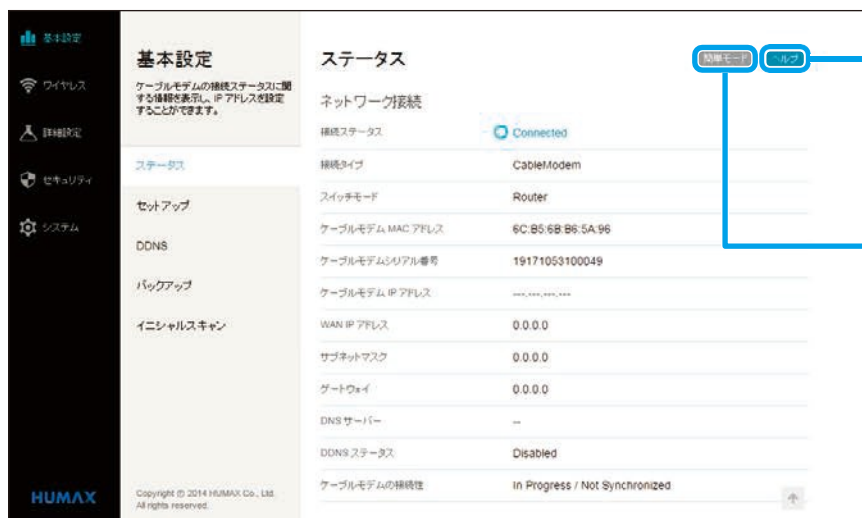 基本設定
ワイヤレス
詳細設定
セキュリティ
システム
HUMAX
基本設定
ケーブルモデムの接続ステータスに関
する情報を表示し、IP アドレスを設定
することができます。
ステータス
セットアップ
DDNS
バックアップ
イニシャルスキャン
Copyright © 2014 HUMAX Co., Ltd.
All rights reserved.
ステータス
簡単モード ヘルプ
ネットワーク接続
接続ステータス Connected
接続タイプ CableModem
スイッチモード Router
ケーブルモデム MAC アドレス 6C:B5:6B:B6:5A:96
ケーブルモデムシリアル番号 19171053100049
ケーブルモデム IP アドレス ---.---.---.---
WAN IP アドレス 0.0.0.0
サブネットマスク 0.0.0.0
ゲートウェイ 0.0.0.0
DNS サーバー --
DDNS ステータス Disabled
ケーブルモデムの接続性 In Progress / Not Synchronized